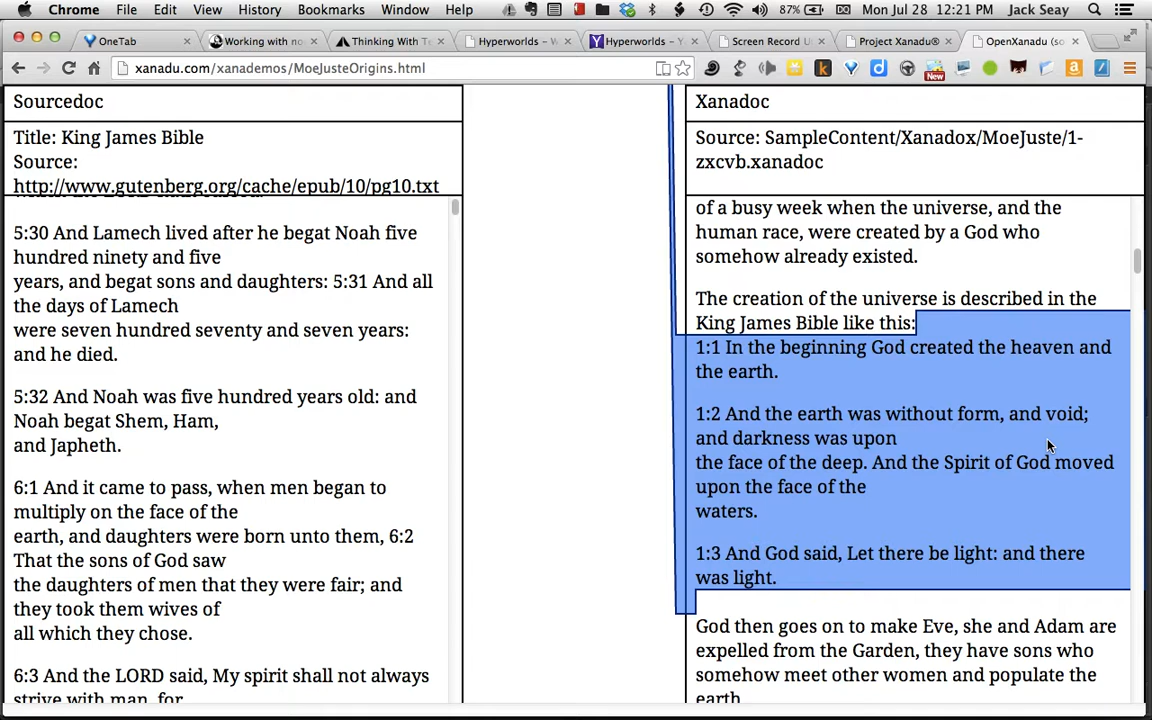 Chrome File Edit View History Bookmarks Window Help 87% Mon Jul 28 12:21 PM Jack Seay
OneTab
Working with no
Thinking With Te
Hyperworlds – W
Hyperworlds – Y
Screen Record U
Project Xanadu®
OpenXanadu (so
xanadu.com/xanademos/MoeJusteOrigins.html
New
Sourcedoc
Title: King James Bible
Source:
http://www.gutenberg.org/cache/epub/10/pg10.txt
5:30 And Lamech lived after he begat Noah five
hundred ninety and five
years, and begat sons and daughters: 5:31 And all
the days of Lamech
were seven hundred seventy and seven years:
and he died.
5:32 And Noah was five hundred years old: and
Noah begat Shem, Ham,
and Japheth.
6:1 And it came to pass, when men began to
multiply on the face of the
earth, and daughters were born unto them, 6:2
That the sons of God saw
the daughters of men that they were fair; and
they took them wives of
all which they chose.
6:3 And the LORD said, My spirit shall not always
strive with man, for
Xanadoc
Source: SampleContent/Xanadox/MoeJuste/1-
zxcvb.xanadoc
of a busy week when the universe, and the
human race, were created by a God who
somehow already existed.
The creation of the universe is described in the
King James Bible like this:
1:1 In the beginning God created the heaven and
the earth.
1:2 And the earth was without form, and void;
and darkness was upon
the face of the deep. And the Spirit of God moved
upon the face of the
waters.
1:3 And God said, Let there be light: and there
was light.
God then goes on to make Eve, she and Adam are
expelled from the Garden, they have sons who
somehow meet other women and populate the
earth.